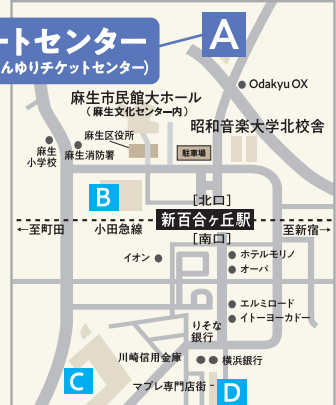 ートセンター
んゆりチケットセンター)
A
Odakyu OX
麻生市民館大ホール
(麻生文化センター内)
昭和音楽大学北校舎
麻生区役所
麻生
小学校
麻生消防署
駐車場
B
[北口]
新百合ヶ丘駅
←至町田
小田急線
至新宿→
[南口]
イオン
ホテルモリノ
オーパ
エルミロード
イトーヨーカドー
りそな
銀行
川崎信用金庫
横浜銀行
C
マプレ専門店街
D